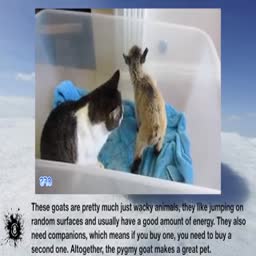 These goats are pretty much just wacky animals, they like jumping on
random surfaces and usually have a good amount of energy. They also
need companions, which means if you buy one, you need to buy a
second one. Altogether, the pygmy goat makes a great pet.